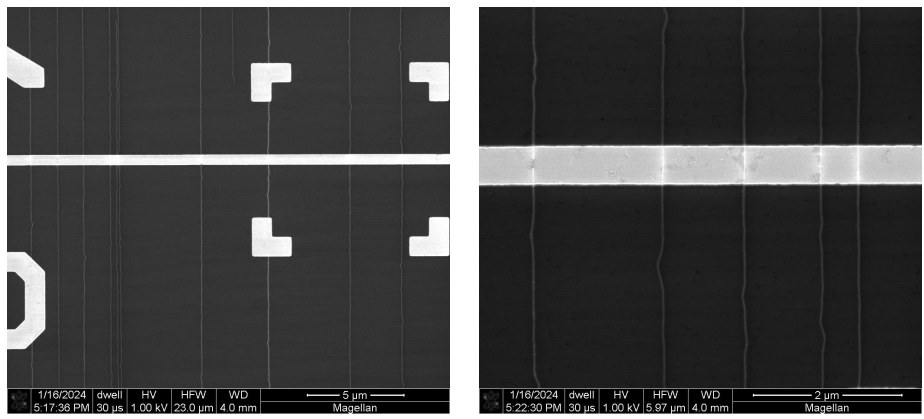 1/16/2024 dwell HV HFW WD 5 µm
5:17:36 PM 30 µs 1.00 kV 23.0 µm 4.0 mm Magellan
1/16/2024 dwell HV HFW WD 2 µm
5:22:30 PM 30 µs 1.00 kV 5.97 µm 4.0 mm Magellan